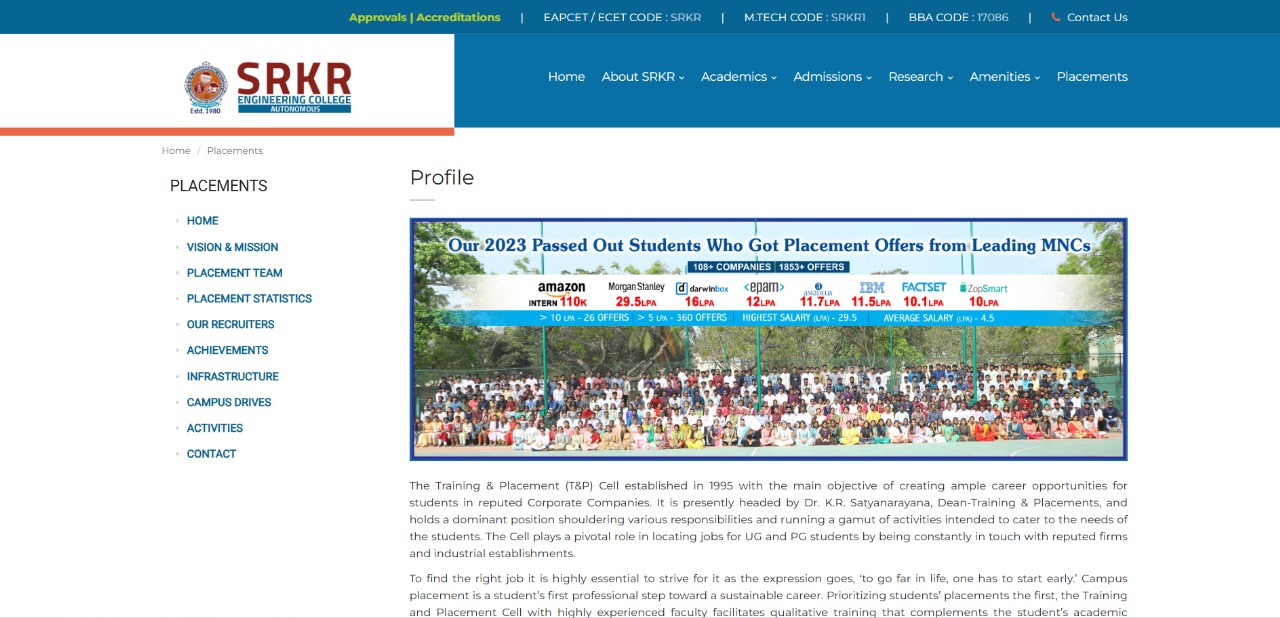 Approvals | Accreditations | EAPCET / ECET CODE : SRKR | M.TECH CODE : SRKR1 | BBA CODE : 17086 | Contact Us
SRKR
ENGINEERING COLLEGE
AUTONOMOUS
Estd. 1980
Home About SRKR Academics Admissions Research Amenities Placements
Home / Placements
PLACEMENTS
HOME
VISION & MISSION
PLACEMENT TEAM
PLACEMENT STATISTICS
OUR RECRUITERS
ACHIEVEMENTS
INFRASTRUCTURE
CAMPUS DRIVES
ACTIVITIES
CONTACT
Profile
Our 2023 Passed Out Students Who Got Placement Offers from Leading MNCs
108+ COMPANIES 1853+ OFFERS
amazon Morgan Stanley darwinbox <epam> amadeus IBM FACTSET ZopSmart
INTERN 110K 29.5LPA 16LPA 12LPA 11.7LPA 11.5LPA 10.1LPA 10LPA
> 10 LPA - 26 OFFERS | > 5 LPA - 360 OFFERS | HIGHEST SALARY (LPA) - 29.5 | AVERAGE SALARY (LPA) - 4.5
The Training & Placement (T&P) Cell established in 1995 with the main objective of creating ample career opportunities for
students in reputed Corporate Companies. It is presently headed by Dr. K.R. Satyanarayana, Dean-Training & Placements, and
holds a dominant position shouldering various responsibilities and running a gamut of activities intended to cater to the needs of
the students. The Cell plays a pivotal role in locating jobs for UG and PG students by being constantly in touch with reputed firms
and industrial establishments.
To find the right job it is highly essential to strive for it as the expression goes, ‘to go far in life, one has to start early.’ Campus
placement is a student’s first professional step toward a sustainable career. Prioritizing students’ placements the first, the Training
and Placement Cell with highly experienced faculty facilitates qualitative training that complements the student’s academic